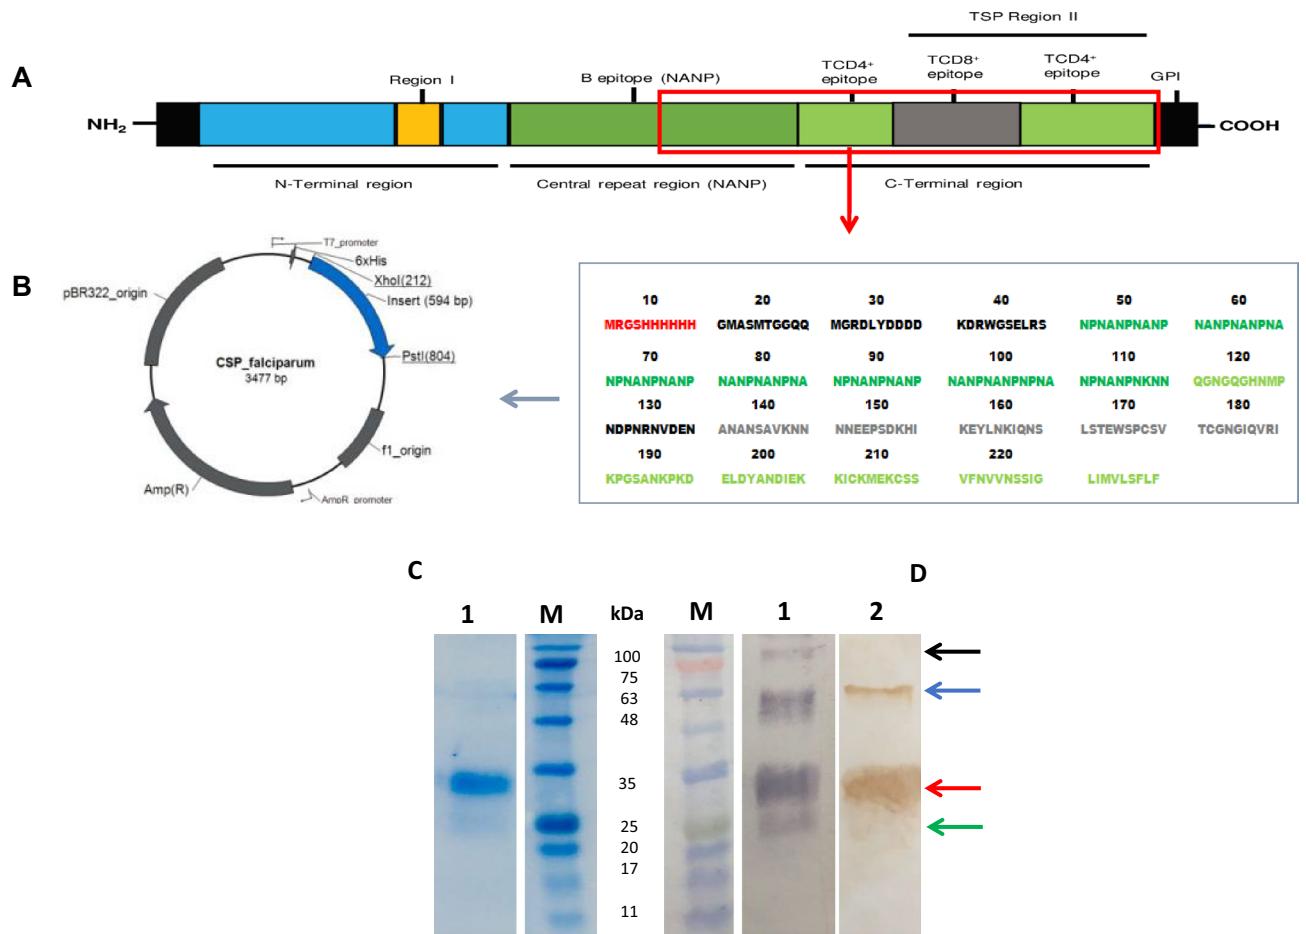 TSP Region II
A
Region I
B epitope (NANP)
TCD4+
epitope
TCD8+
epitope
TCD4+
epitope
GPI
NH2
COOH
N-Terminal region
Central repeat region (NANP)
C-Terminal region
B
T7_promoter
6xHis
XhoI(212)
Insert (594 bp)
PstI(804)
pBR322_origin
CSP_falciparum
3477 bp
f1_origin
AmpR_promoter
Amp(R)
10 20 30 40 50 60
MRGSHHHHHH GMASMTGGQQ MGRDLYDDDD KDRWGSELRS NPNANPNANP NANPNANPNA
70 80 90 100 110 120
NPNANPNANP NANPNANPNA NPNANPNANP NANPNANPNPNA NPNANPNKNN QGNGQGHNMP
130 140 150 160 170 180
NDPNRNVDEN ANANSAVKNN NNEEPSDKHI KEYLNKIQNS LSTEWSPCSV TCGNGIQVRI
190 200 210 220
KPGSANKPKD ELDYANDIEK KICKMEKCSS VFNVVNSSIG LIMVLSFLF
C D
1 M kDa M 1 2
100
75
63
48
35
25
20
17
11